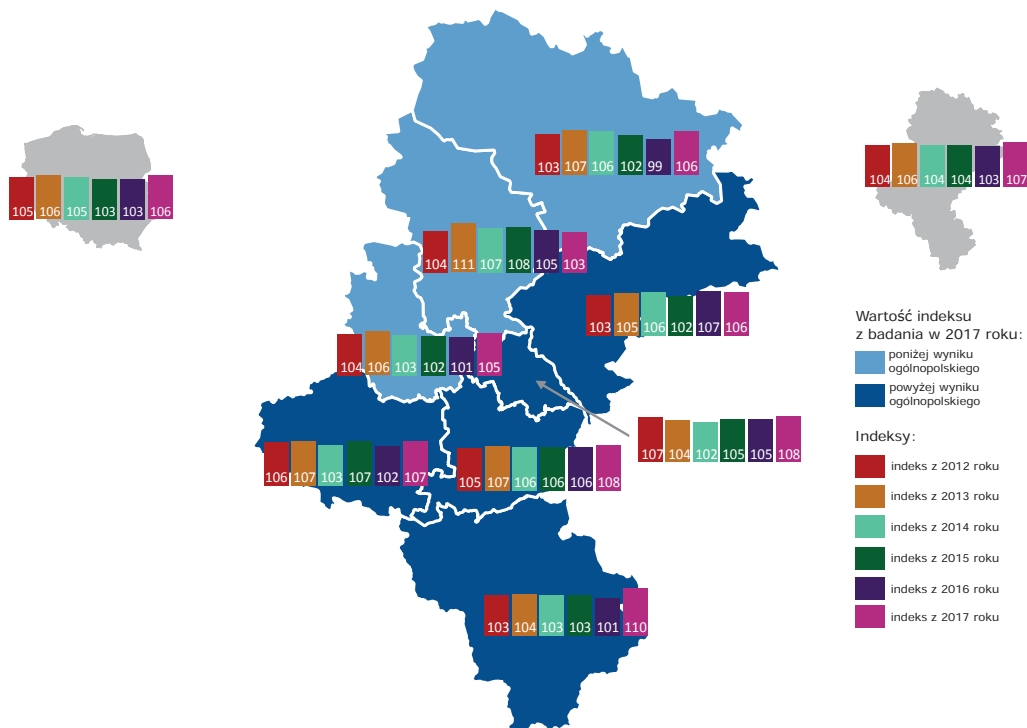 103 107 106 102 99 106
105 106 105 103 103 106
104 106 104 104 103 107
104 111 107 108 105 103
103 105 106 102 107 106
104 106 103 102 101 105
107 104 102 105 105 108
106 107 103 107 102 107
105 107 106 106 106 108
103 104 103 103 101 110
Wartość indeksu
z badania w 2017 roku:
poniżej wyniku
ogólnopolskiego
powyżej wyniku
ogólnopolskiego
Indeksy:
indeks z 2012 roku
indeks z 2013 roku
indeks z 2014 roku
indeks z 2015 roku
indeks z 2016 roku
indeks z 2017 roku